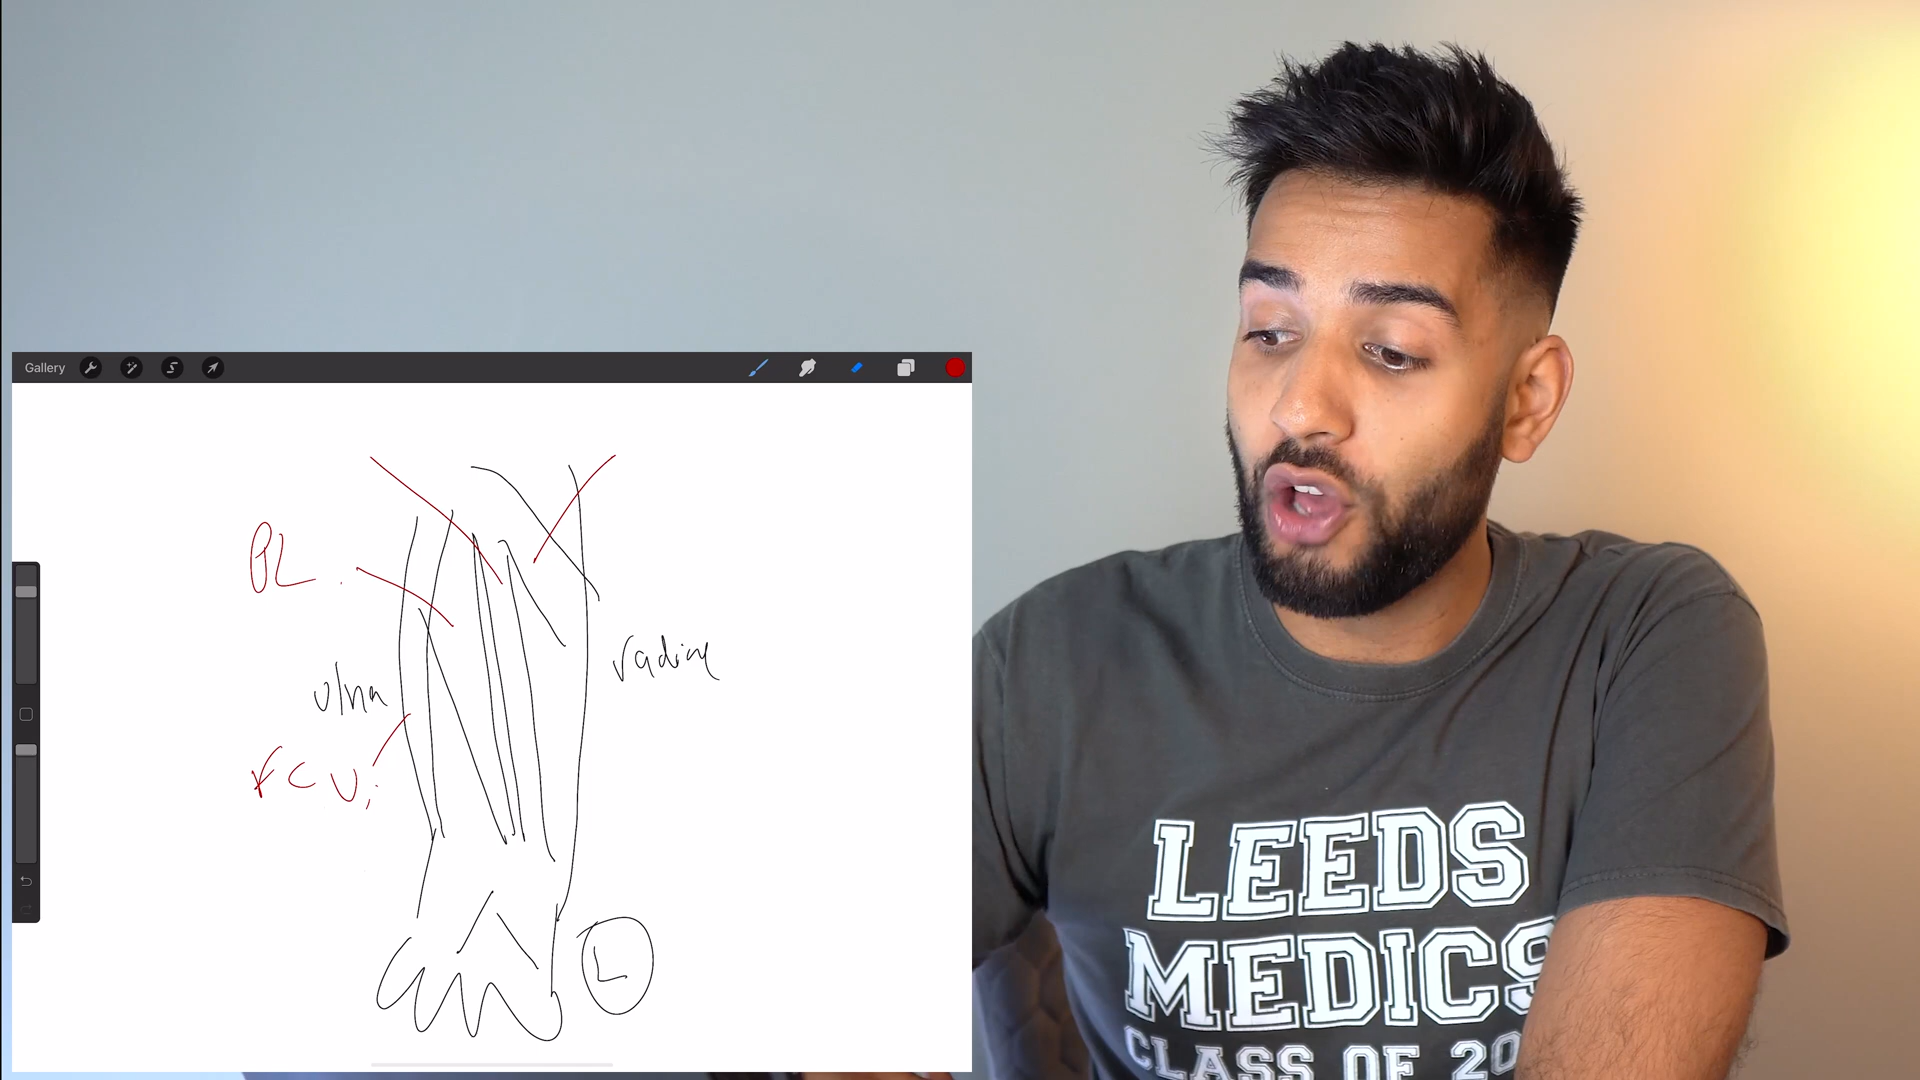 Gallery
PL
ulna
radius
FCU
L
LEEDS
MEDICS
CLASS OF 20